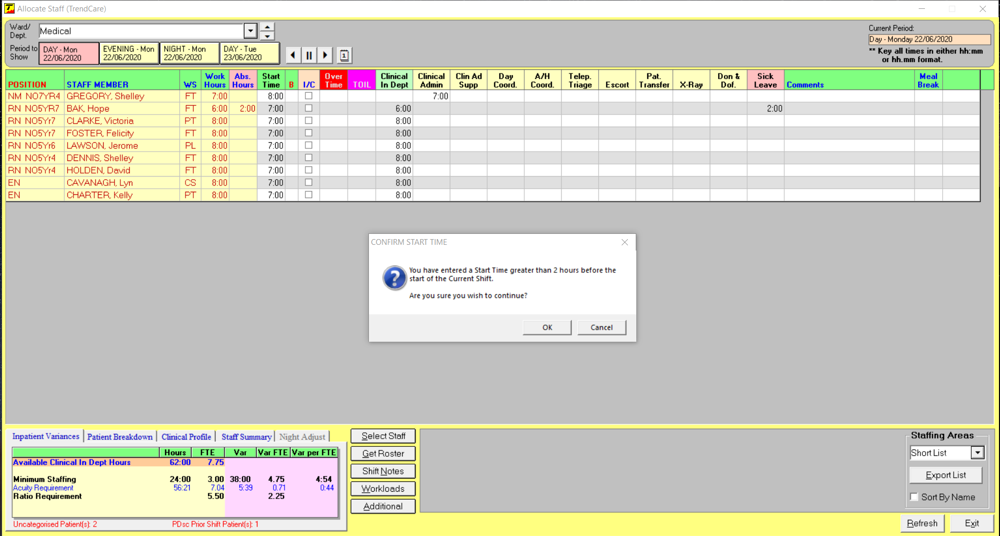 Allocate Staff (TrendCare)
Ward/ Dept. Medical
Current Period:
Day - Monday 22/06/2020
** Key all times in either hh:mm
or hh.mm format.
Period to Show DAY - Mon 22/06/2020 EVENING - Mon 22/06/2020 NIGHT - Mon 22/06/2020 DAY - Tue 23/06/2020 1
POSITION STAFF MEMBER WS Work Hours Abs. Hours Start Time B I/C Over Time TOIL Clinical In Dept Clinical Admin Clin Ad Supp Day Coord. A/H Coord. Telep. Triage Escort Pat. Transfer X-Ray Don & Dof. Sick Leave Comments Meal Break
NM NO7YR4 GREGORY, Shelley FT 7:00 8:00 7:00
RN NO5YR7 BAK, Hope FT 6:00 2:00 7:00 6:00 2:00
RN NO5Yr7 CLARKE, Victoria PT 8:00 7:00 8:00
RN NO5Yr7 FOSTER, Felicity FT 8:00 7:00 8:00
RN NO5Yr6 LAWSON, Jerome PL 8:00 7:00 8:00
RN NO5Yr4 DENNIS, Shelley FT 8:00 7:00 8:00
RN NO5Yr4 HOLDEN, David FT 8:00 7:00 8:00
EN CAVANAGH, Lyn CS 8:00 7:00 8:00
EN CHARTER, Kelly PT 8:00 7:00 8:00
CONFIRM START TIME
You have entered a Start Time greater than 2 hours before the
start of the Current Shift.
Are you sure you wish to continue?
OK Cancel
Inpatient Variances Patient Breakdown Clinical Profile Staff Summary Night Adjust
Hours FTE Var Var FTE Var per FTE
Available Clinical In Dept Hours 62:00 7.75
Minimum Staffing 24:00 3.00 38:00 4.75 4:54
Acuity Requirement 56:21 7.04 5:39 0.71 0:44
Ratio Requirement 5.50 2.25
Uncategorised Patient(s): 2 PDsc Prior Shift Patient(s): 1
Select Staff
Get Roster
Shift Notes
Workloads
Additional
Staffing Areas
Short List
Export List
Sort By Name
Refresh Exit